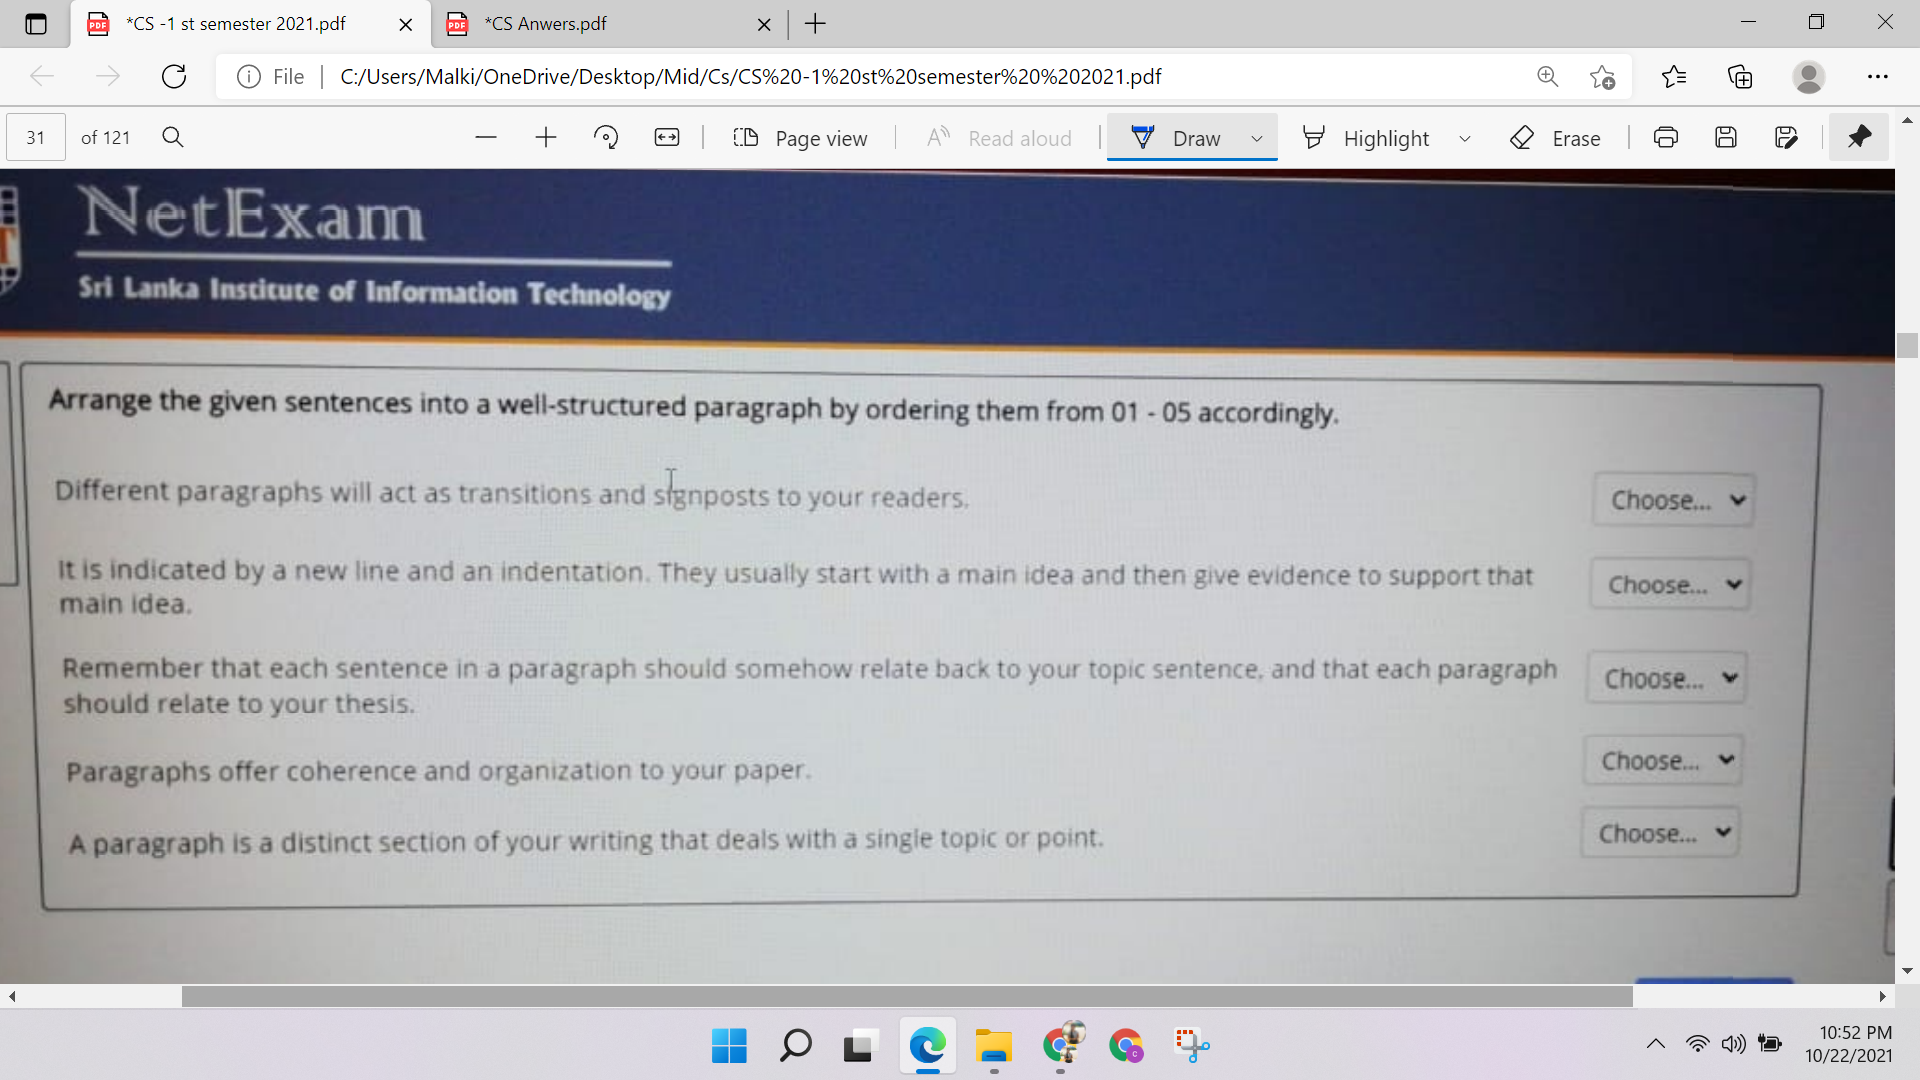 *CS -1 st semester 2021.pdf
*CS Anwers.pdf
File
C:/Users/Malki/OneDrive/Desktop/Mid/Cs/CS%20-1%20st%20semester%20%202021.pdf
31 of 121
Page view
Read aloud
Draw
Highlight
Erase
NetExam
Sri Lanka Institute of Information Technology
Arrange the given sentences into a well-structured paragraph by ordering them from 01 - 05 accordingly.
Different paragraphs will act as transitions and signposts to your readers.
Choose...
It is indicated by a new line and an indentation. They usually start with a main idea and then give evidence to support that
main idea.
Choose...
Remember that each sentence in a paragraph should somehow relate back to your topic sentence, and that each paragraph
should relate to your thesis.
Choose...
Paragraphs offer coherence and organization to your paper.
Choose...
A paragraph is a distinct section of your writing that deals with a single topic or point.
Choose...
10:52 PM
10/22/2021